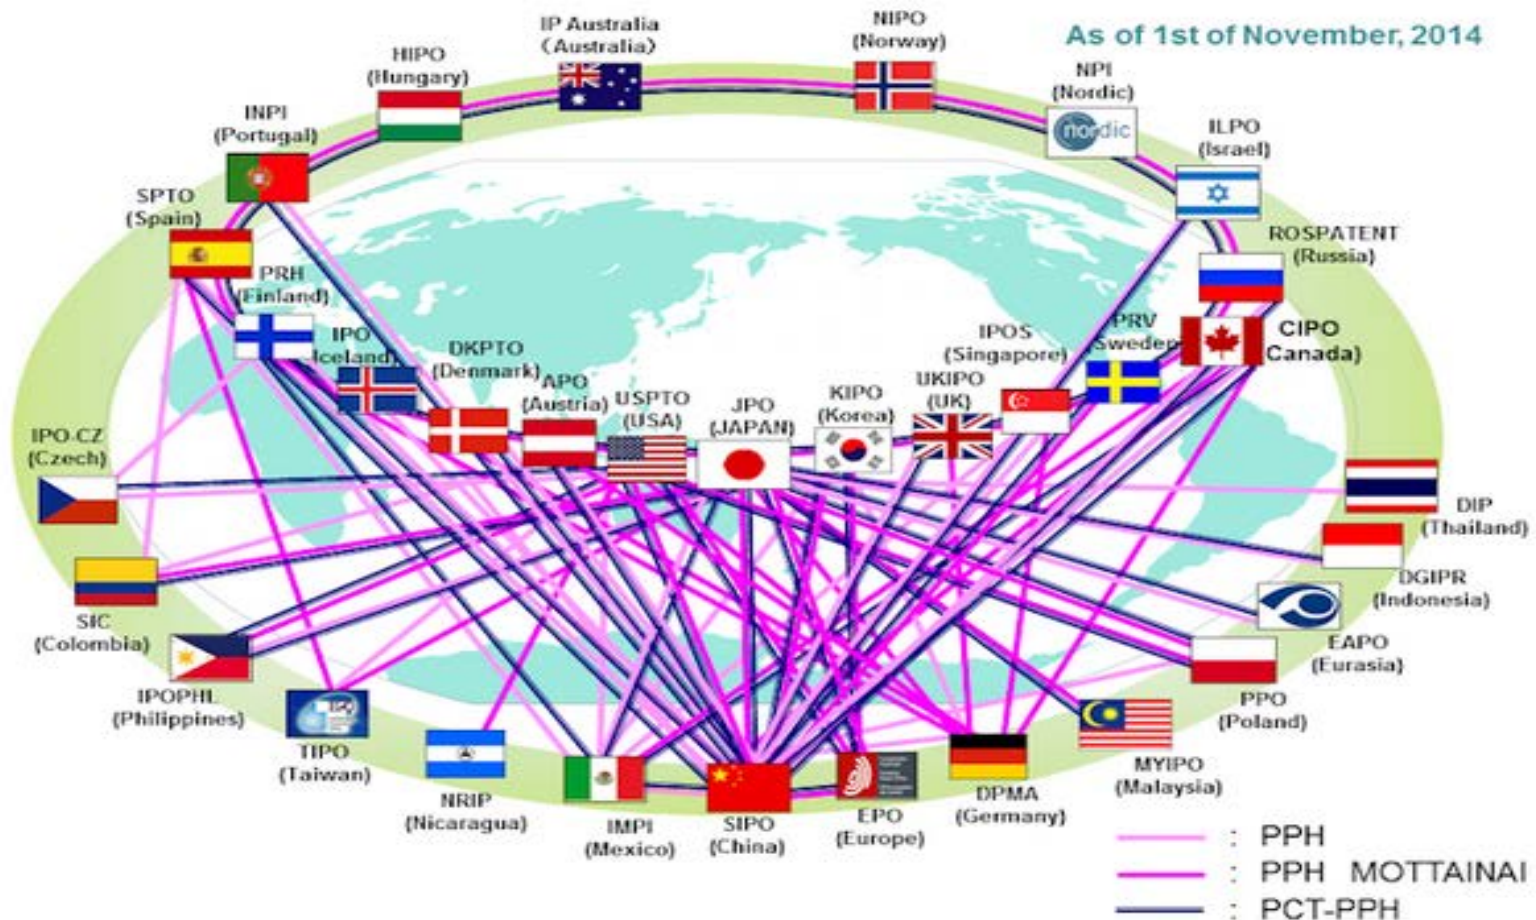 As of 1st of November, 2014
IP Australia
(Australia)
NIPO
(Norway)
HIPO
(Hungary)
NPI
(Nordic)
nordic
INPI
(Portugal)
ILPO
(Israel)
SPTO
(Spain)
ROSPATENT
(Russia)
PRH
(Finland)
IPO
Iceland)
DKPTO
(Denmark)
APO
(Austria)
USPTO
(USA)
JPO
(JAPAN)
KIPO
(Korea)
UKIPO
(UK)
IPOS
(Singapore)
PRV
Sweden
CIPO
Canada)
IPO-CZ
(Czech)
DIP
(Thailand)
SIC
(Colombia)
DGIPR
(Indonesia)
EAPO
(Eurasia)
IPOPHL
(Philippines)
PPO
(Poland)
TIPO
(Taiwan)
NRIP
(Nicaragua)
IMPI
(Mexico)
SIPO
(China)
EPO
(Europe)
DPMA
(Germany)
MYIPO
(Malaysia)
: PPH
: PPH MOTTAINAI
: PCT-PPH